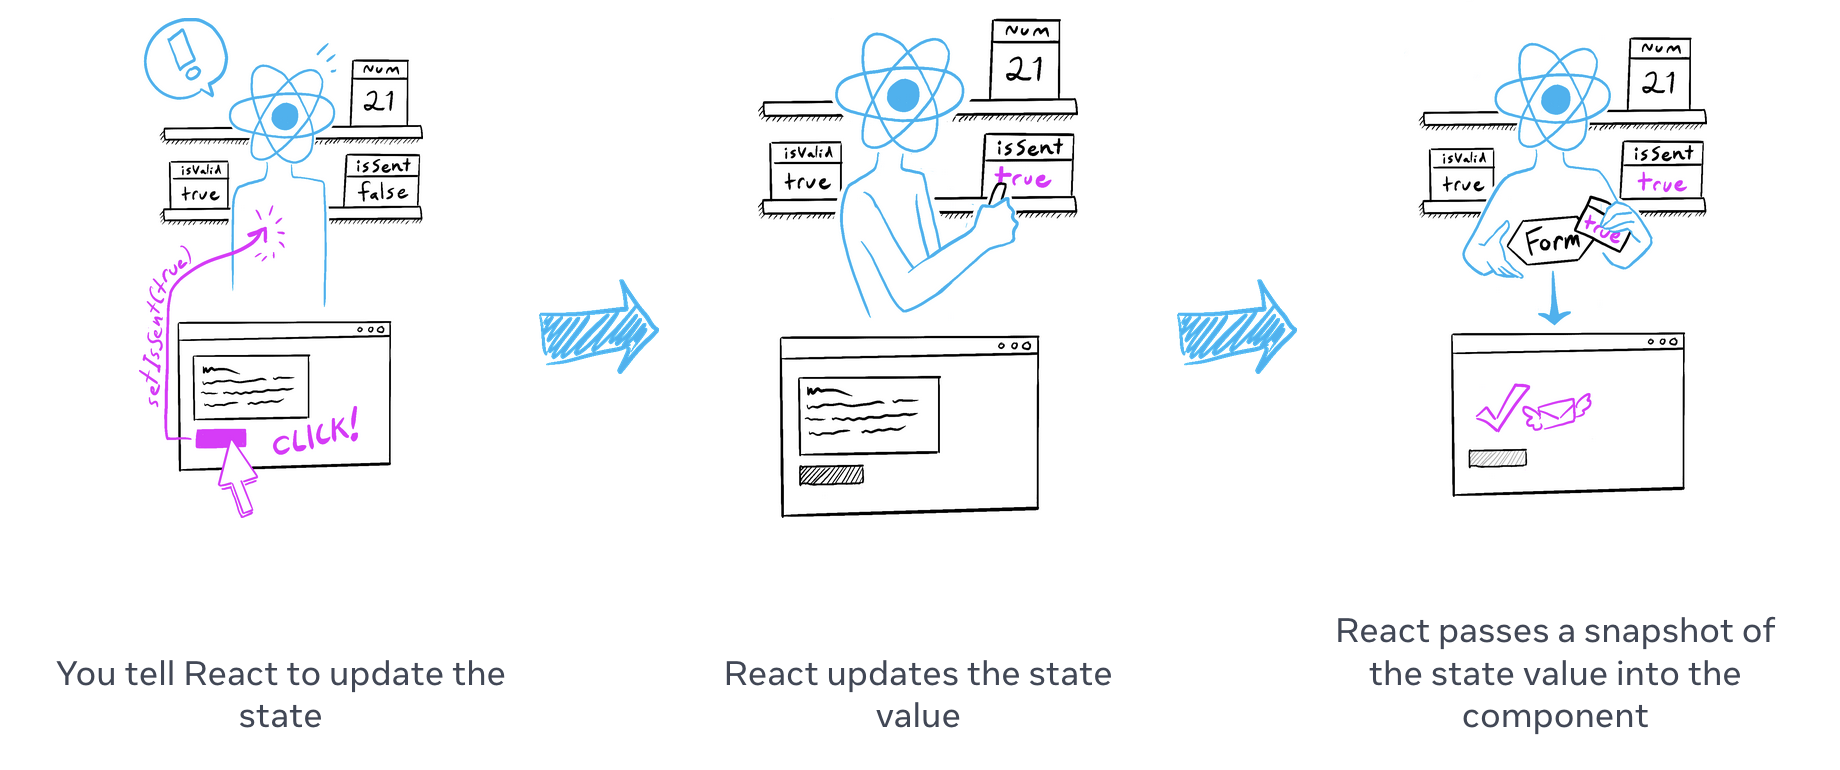 !
Num
21
isValid
true
isSent
false
setIsSent(true)
CLICK!
You tell React to update the
state
Num
21
isValid
true
isSent
true
React updates the state
value
Num
21
isValid
true
isSent
true
Form
true
React passes a snapshot of
the state value into the
component